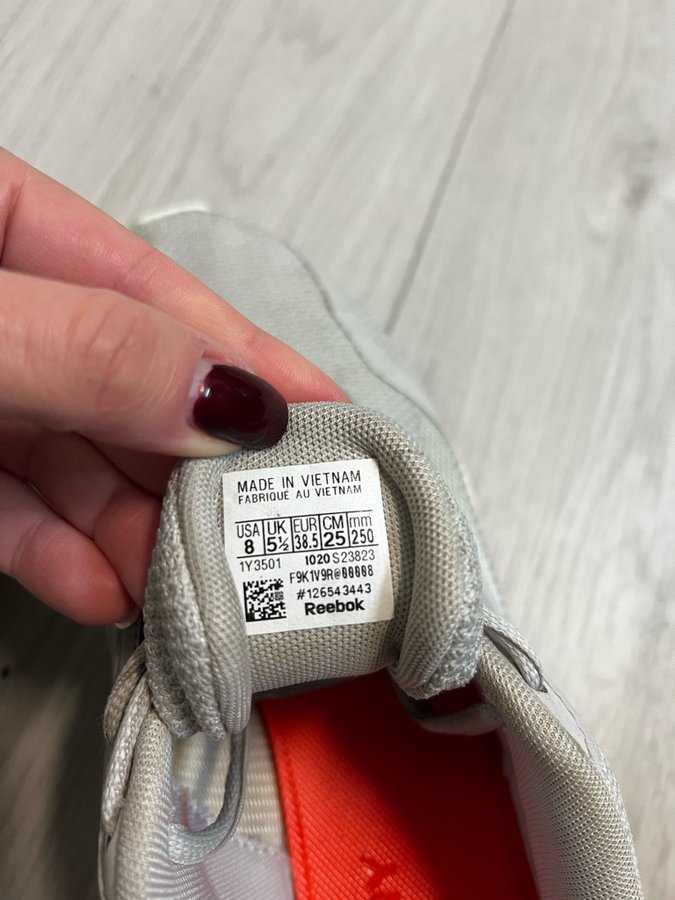 MADE IN VIETNAM
FABRIQUE AU VIETNAM
USA UK EUR CM mm
8 5½ 38.5 25 250
1Y3501 1020 S23823
F9K1V9R@00008
#126543443
Reebok